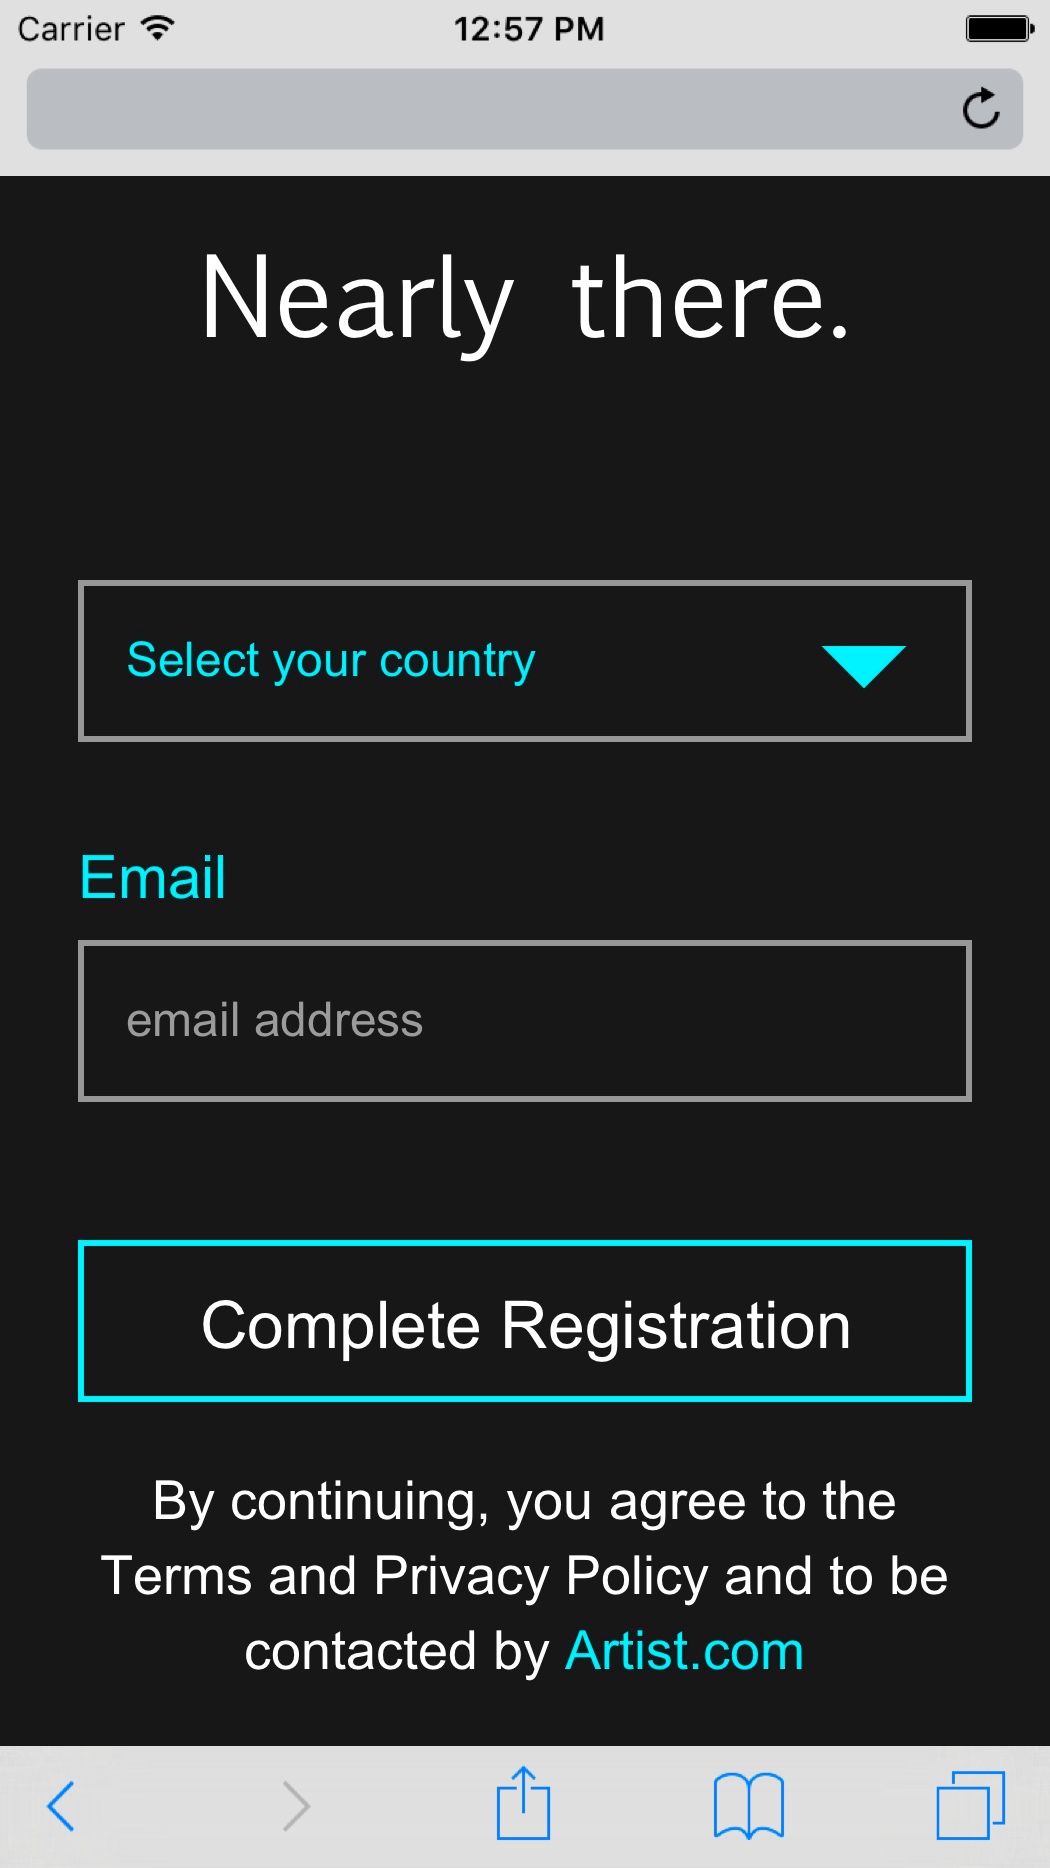 Carrier 12:57 PM
Nearly there.
Select your country
Email
email address
Complete Registration
By continuing, you agree to the
Terms and Privacy Policy and to be
contacted by Artist.com